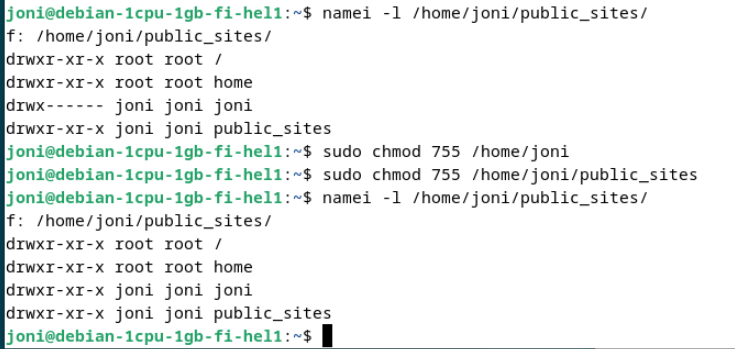 joni@debian-1cpu-1gb-fi-hel1:~$ namei -l /home/joni/public_sites/
f: /home/joni/public_sites/
drwxr-xr-x root root /
drwxr-xr-x root root home
drwx------ joni joni joni
drwxr-xr-x joni joni public_sites
joni@debian-1cpu-1gb-fi-hel1:~$ sudo chmod 755 /home/joni
joni@debian-1cpu-1gb-fi-hel1:~$ sudo chmod 755 /home/joni/public_sites
joni@debian-1cpu-1gb-fi-hel1:~$ namei -l /home/joni/public_sites/
f: /home/joni/public_sites/
drwxr-xr-x root root /
drwxr-xr-x root root home
drwxr-xr-x joni joni joni
drwxr-xr-x joni joni public_sites
joni@debian-1cpu-1gb-fi-hel1:~$